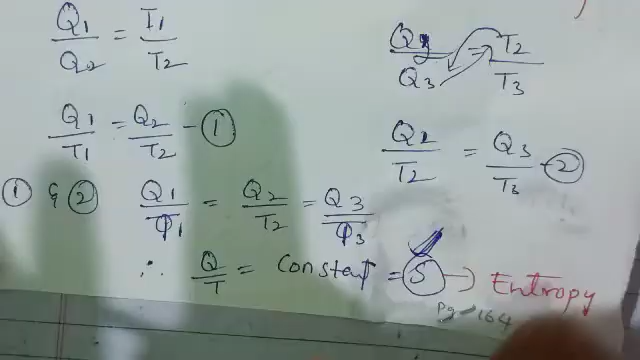 Q1/Q2 = T1/T2
Q2/Q3 = T2/T3
Q1/T1 = Q2/T2 - ①
Q2/T2 = Q3/T3 - ②
① & ② Q1/T1 = Q2/T2 = Q3/T3
∴ Q/T = Constant = S → Entropy
Pg - 164